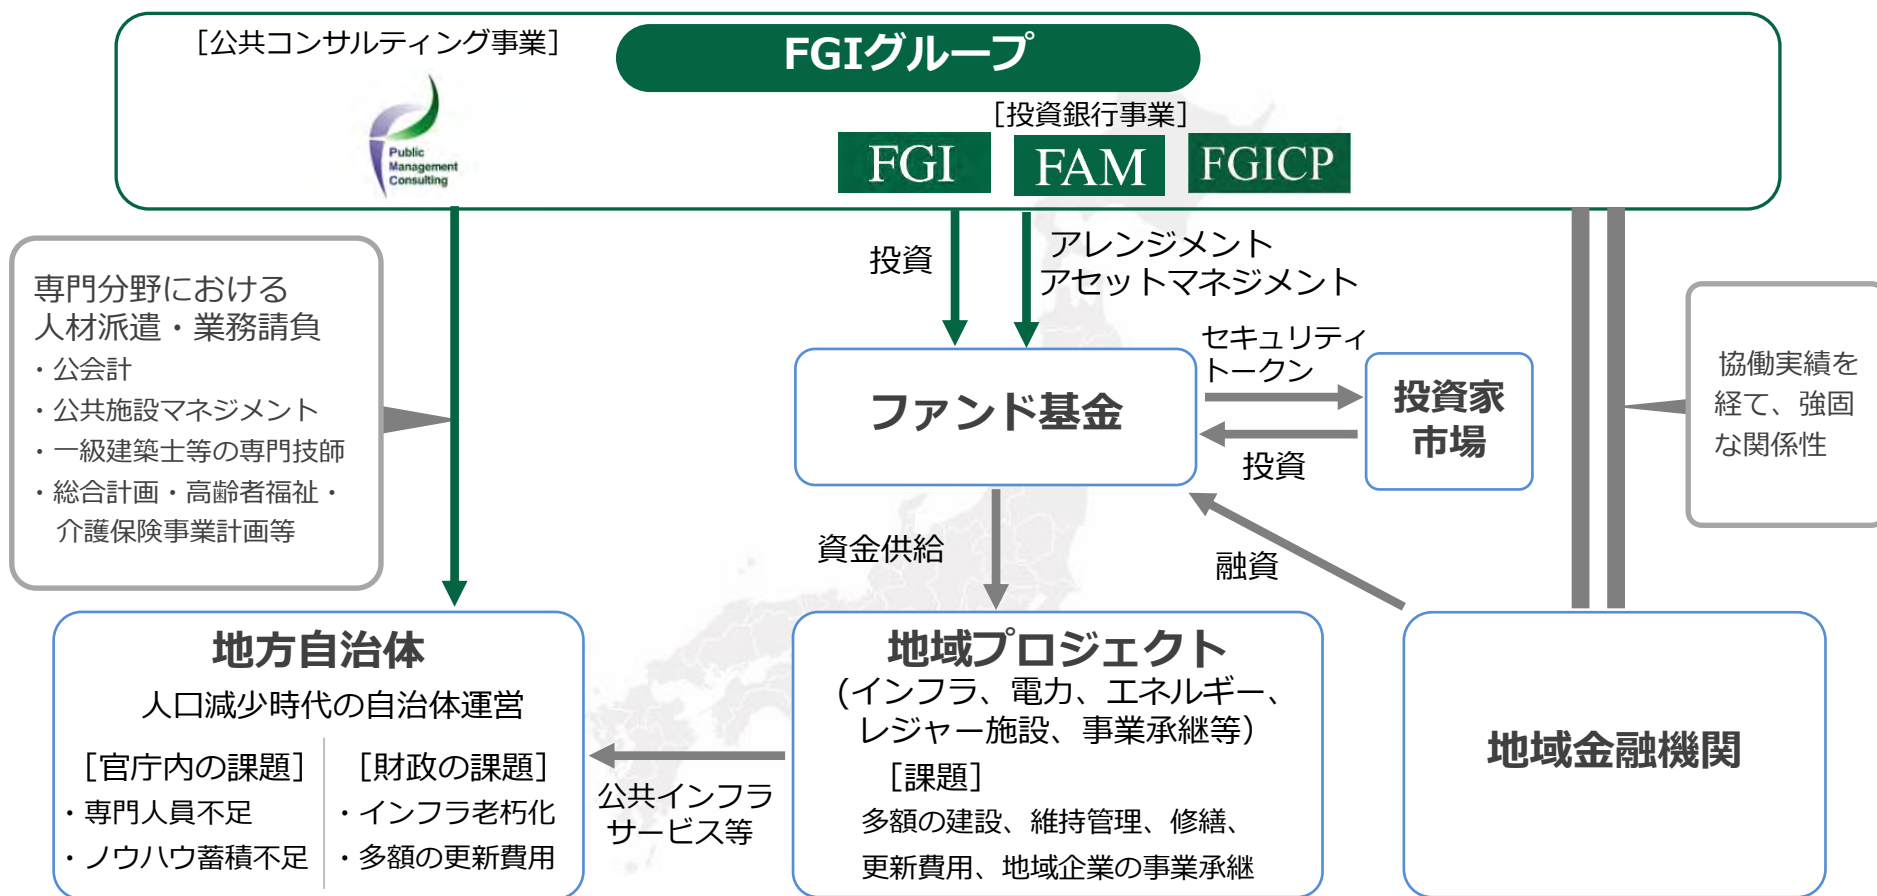 ［公共コンサルティング事業］
FGIグループ
Public
Management
Consulting
［投資銀行事業］
FGI
FAM
FGICP
専門分野における
人材派遣・業務請負
・公会計
・公共施設マネジメント
・一級建築士等の専門技師
・総合計画・高齢者福祉・
介護保険事業計画等
投資
アレンジメント
アセットマネジメント
セキュリティ
トークン
ファンド基金
投資家
市場
投資
協働実績を
経て、強固
な関係性
資金供給
融資
地方自治体
人口減少時代の自治体運営
［官庁内の課題］
・専門人員不足
・ノウハウ蓄積不足
［財政の課題］
・インフラ老朽化
・多額の更新費用
公共インフラ
サービス等
地域プロジェクト
(インフラ、電力、エネルギー、
レジャー施設、事業承継等）
［課題］
多額の建設、維持管理、修繕、
更新費用、地域企業の事業承継
地域金融機関